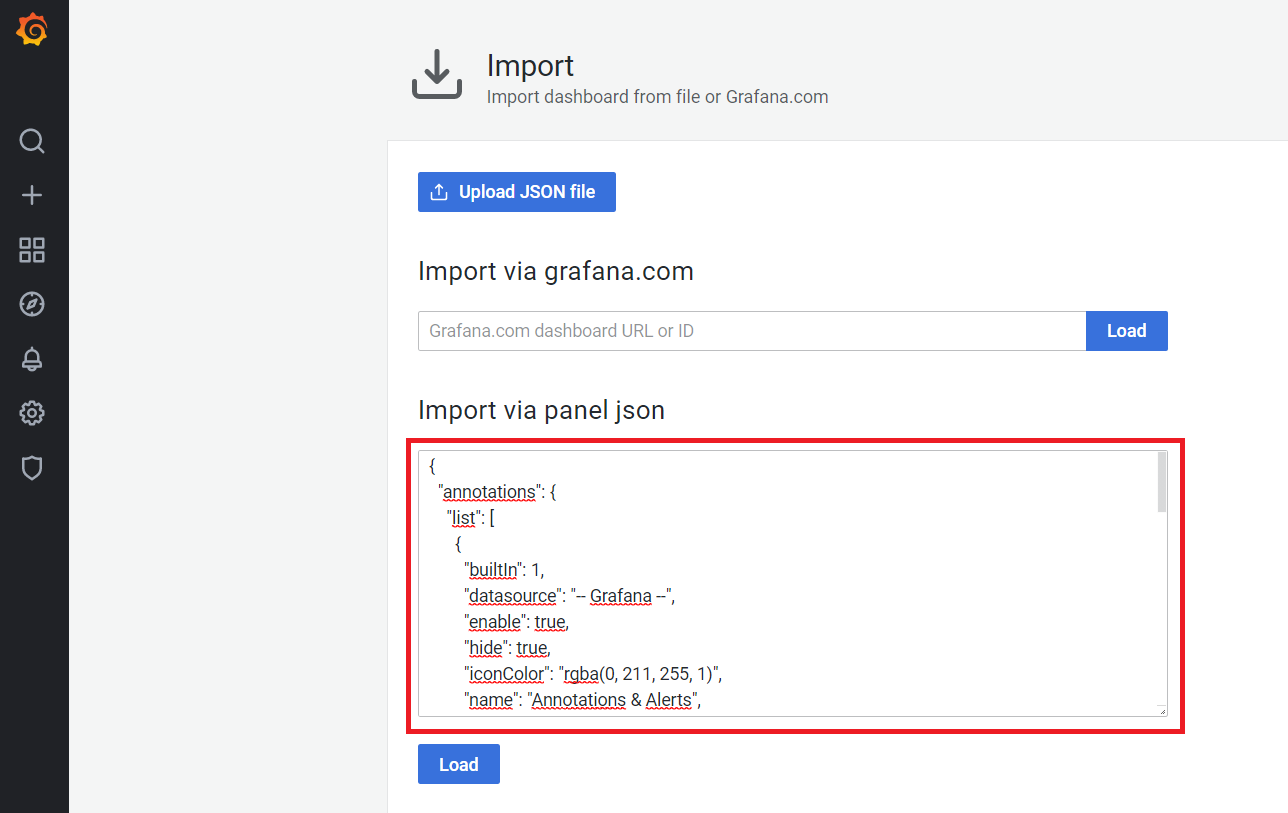 Import
Import dashboard from file or Grafana.com
Upload JSON file
Import via grafana.com
Grafana.com dashboard URL or ID
Load
Import via panel json
{
"annotations": {
"list": [
{
"builtIn": 1,
"datasource": "-- Grafana --",
"enable": true,
"hide": true,
"iconColor": "rgba(0, 211, 255, 1)",
"name": "Annotations & Alerts",
Load